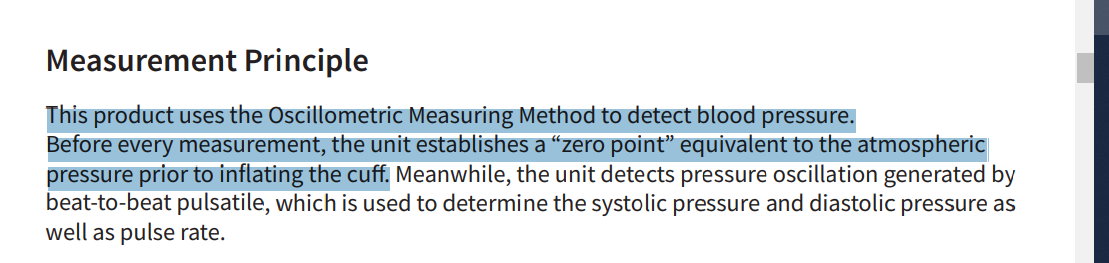 Measurement Principle
This product uses the Oscillometric Measuring Method to detect blood pressure.
Before every measurement, the unit establishes a “zero point” equivalent to the atmospheric
pressure prior to inflating the cuff. Meanwhile, the unit detects pressure oscillation generated by
beat-to-beat pulsatile, which is used to determine the systolic pressure and diastolic pressure as
well as pulse rate.